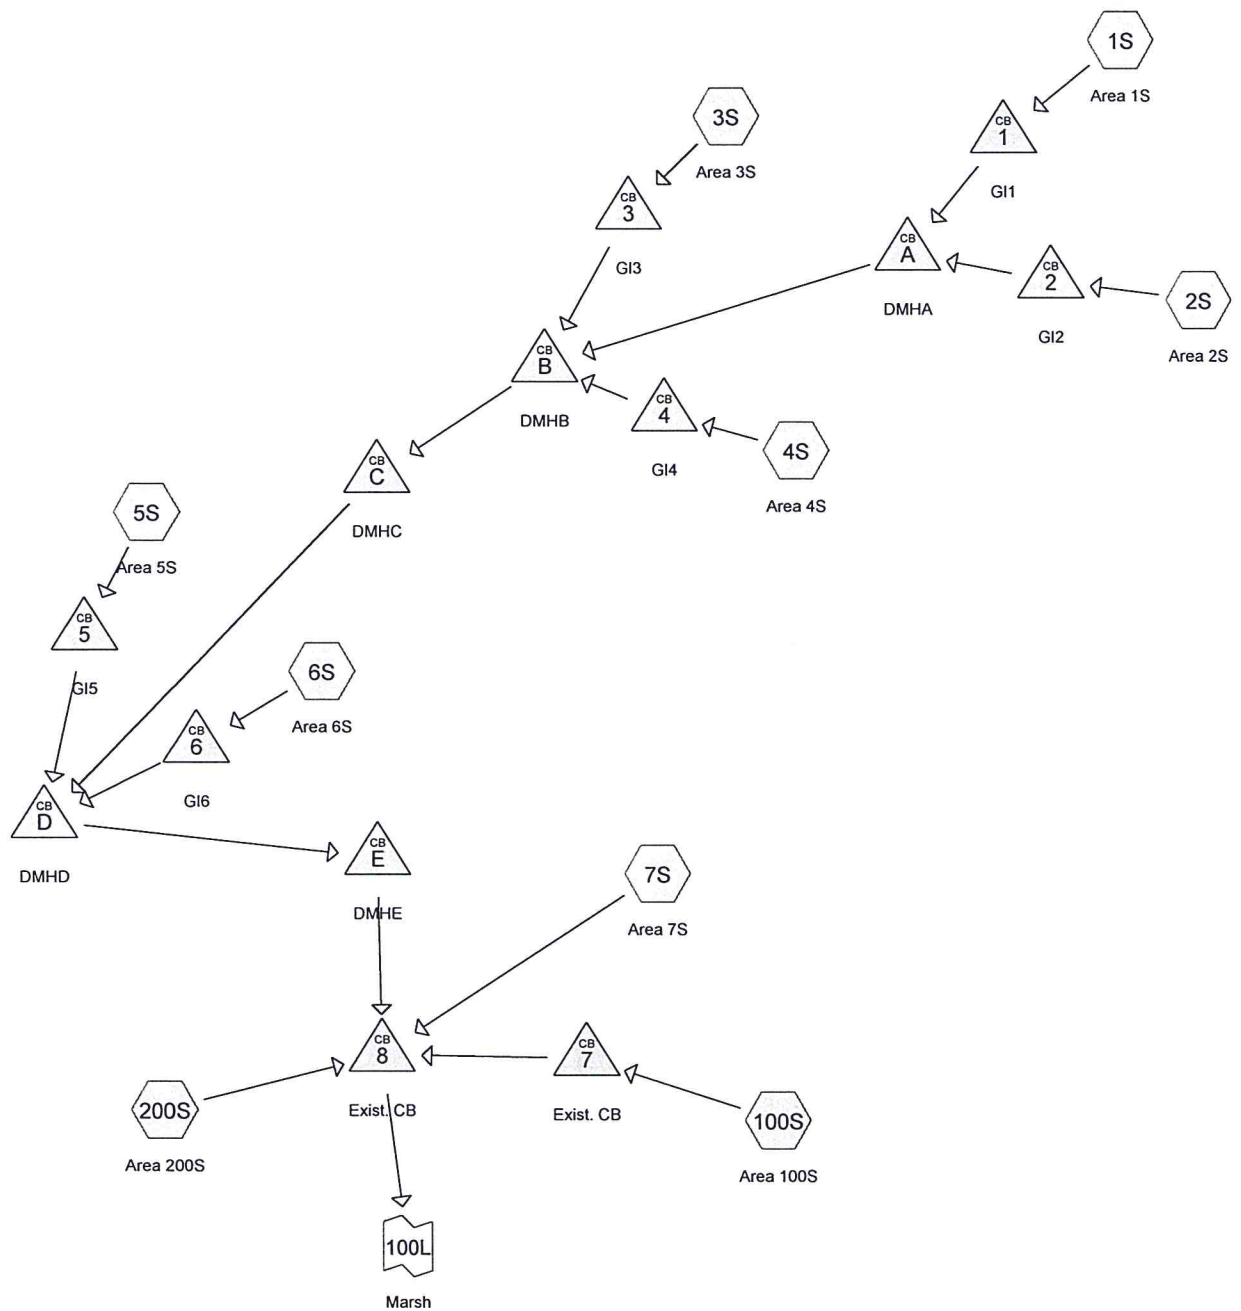 1S
Area 1S
CB
1
GI1
3S
Area 3S
CB
3
GI3
CB
A
DMHA
CB
2
GI2
2S
Area 2S
CB
B
DMHB
CB
4
GI4
4S
Area 4S
CB
C
DMHC
5S
Area 5S
CB
5
GI5
6S
Area 6S
CB
6
GI6
CB
D
DMHD
CB
E
DMHE
7S
Area 7S
CB
8
Exist. CB
CB
7
Exist. CB
200S
Area 200S
100S
Area 100S
100L
Marsh